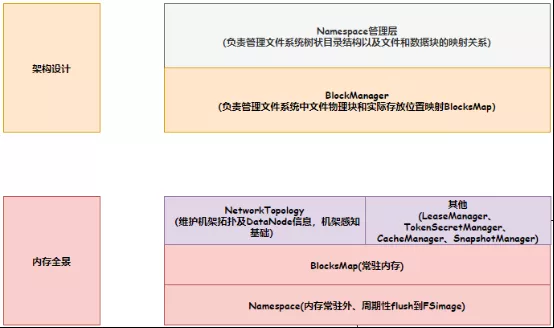 架构设计
Namespace管理层
(负责管理文件系统树状目录结构以及文件和数据块的映射关系)
BlockManager
(负责管理文件系统中文件物理块和实际存放位置映射BlocksMap)
内存全景
NetworkTopology
(维护机架拓扑及DataNode信息，机架感知
基础)
其他
(LeaseManager、
TokenSecretManager、
CacheManager、SnapshotManager)
BlocksMap(常驻内存)
Namespace(内存常驻外、周期性flush到FSimage)